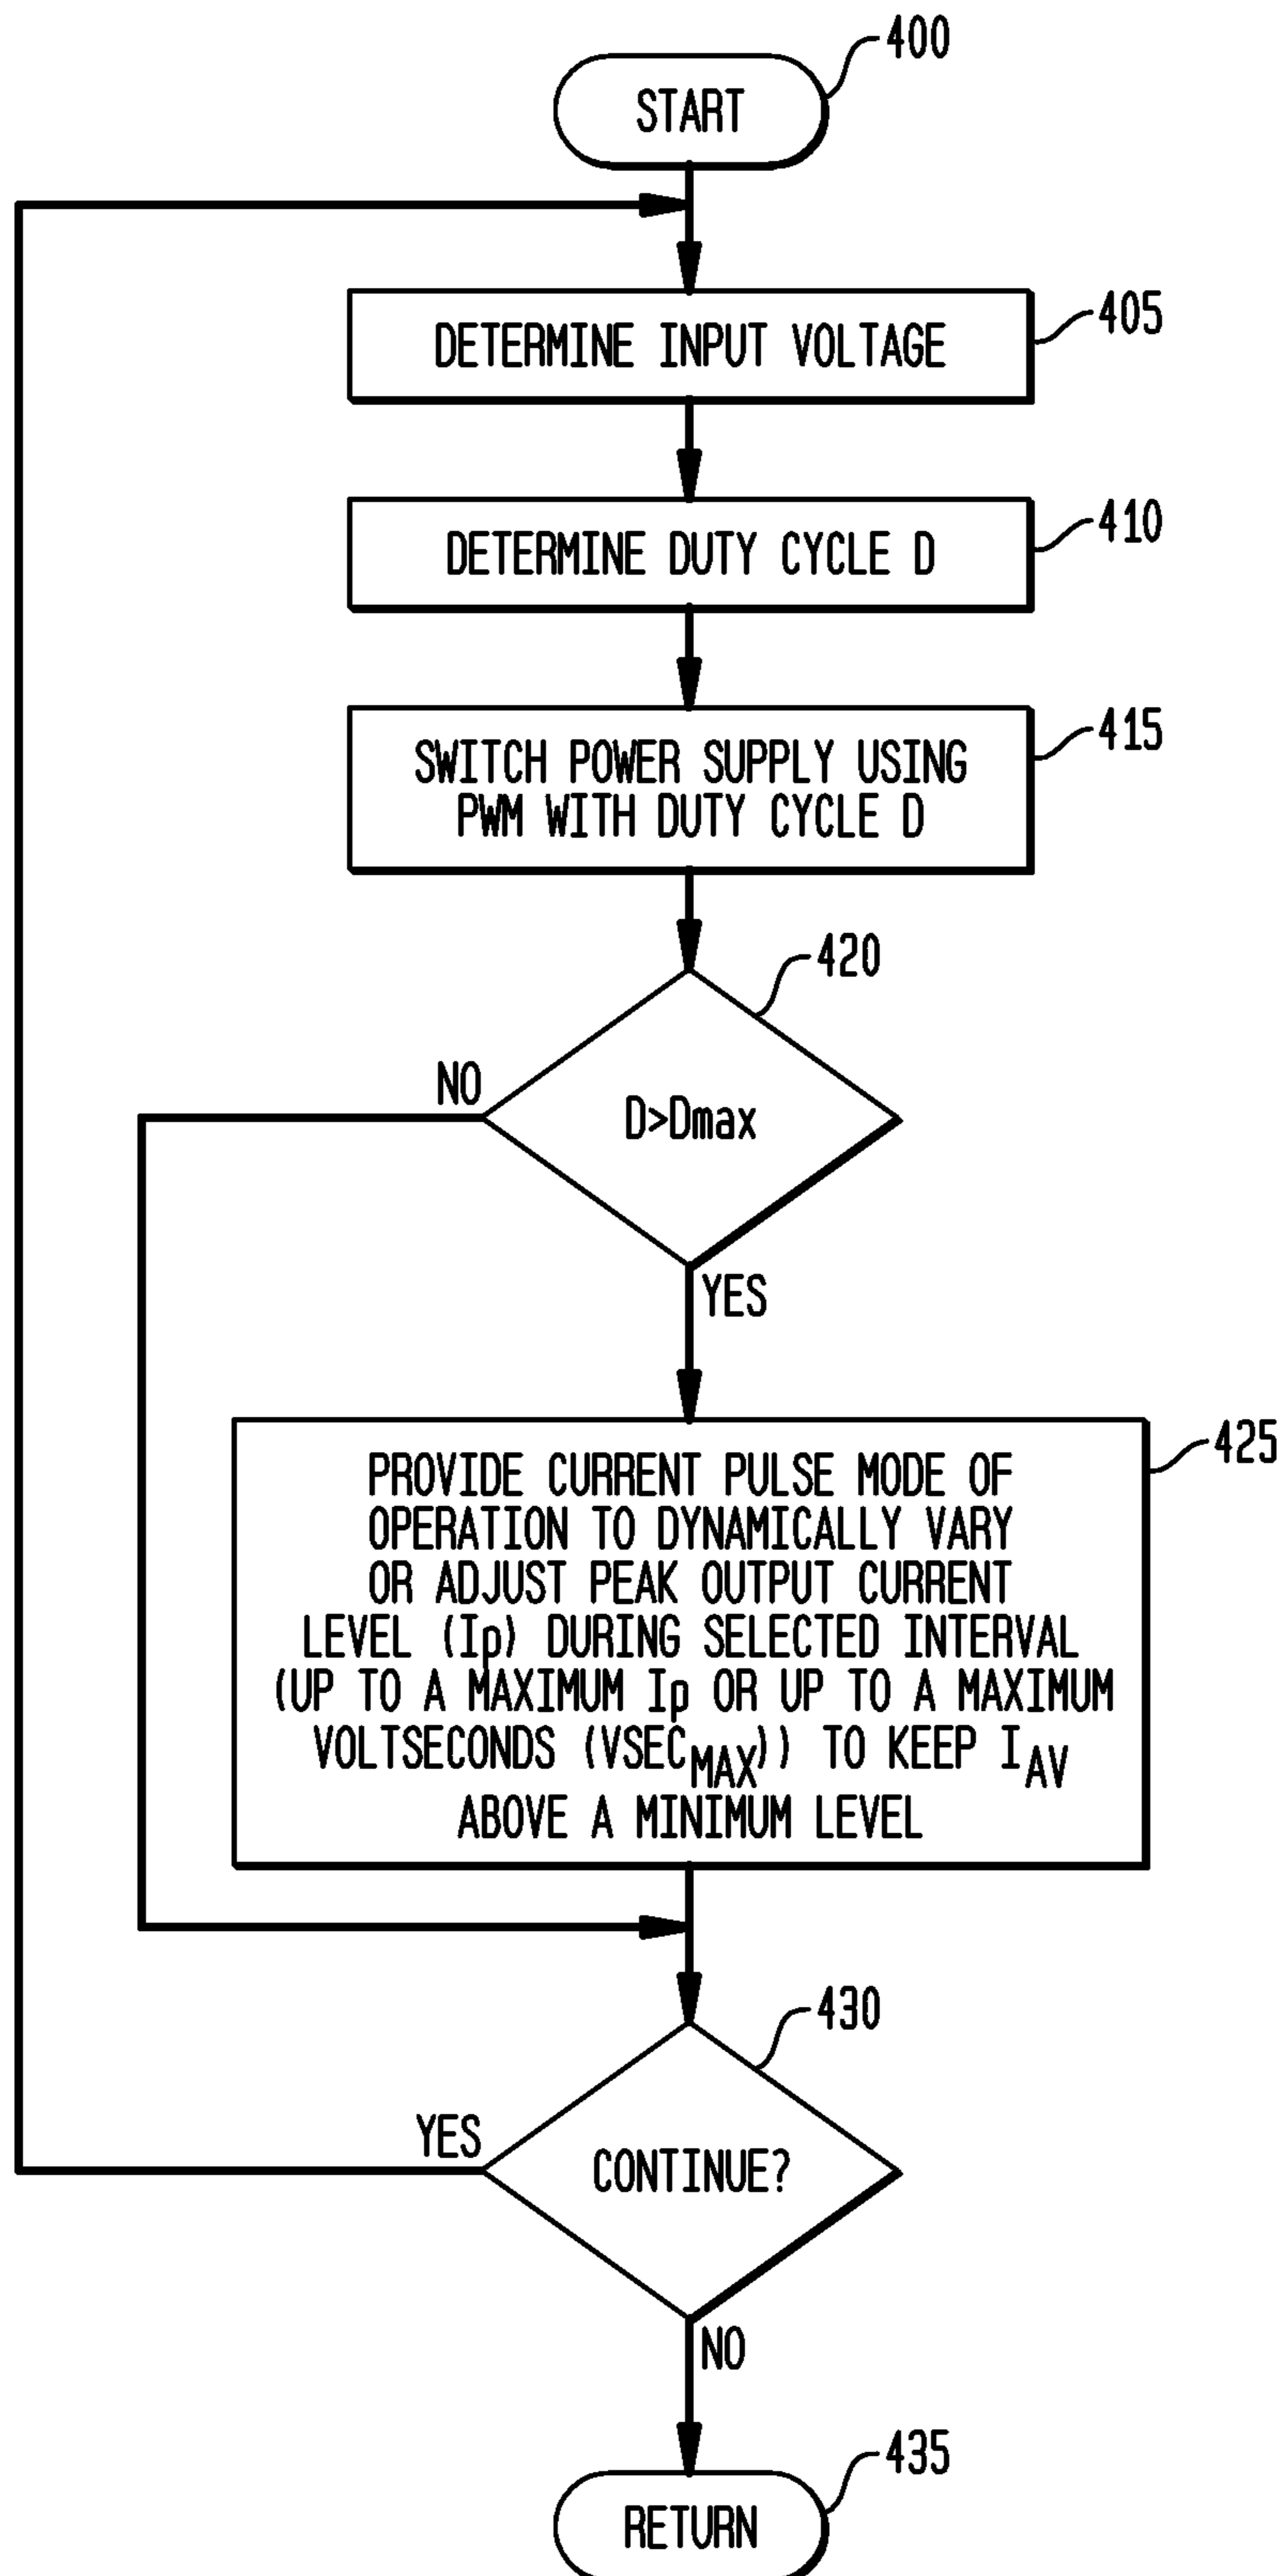 400
START
DETERMINE INPUT VOLTAGE
405
DETERMINE DUTY CYCLE D
410
SWITCH POWER SUPPLY USING
PWM WITH DUTY CYCLE D
415
420
D>Dmax
NO
YES
PROVIDE CURRENT PULSE MODE OF
OPERATION TO DYNAMICALLY VARY
OR ADJUST PEAK OUTPUT CURRENT
LEVEL (Ip) DURING SELECTED INTERVAL
(UP TO A MAXIMUM Ip OR UP TO A MAXIMUM
VOLTSECONDS (VSECMAX)) TO KEEP IAV
ABOVE A MINIMUM LEVEL
425
430
CONTINUE?
YES
NO
435
RETURN